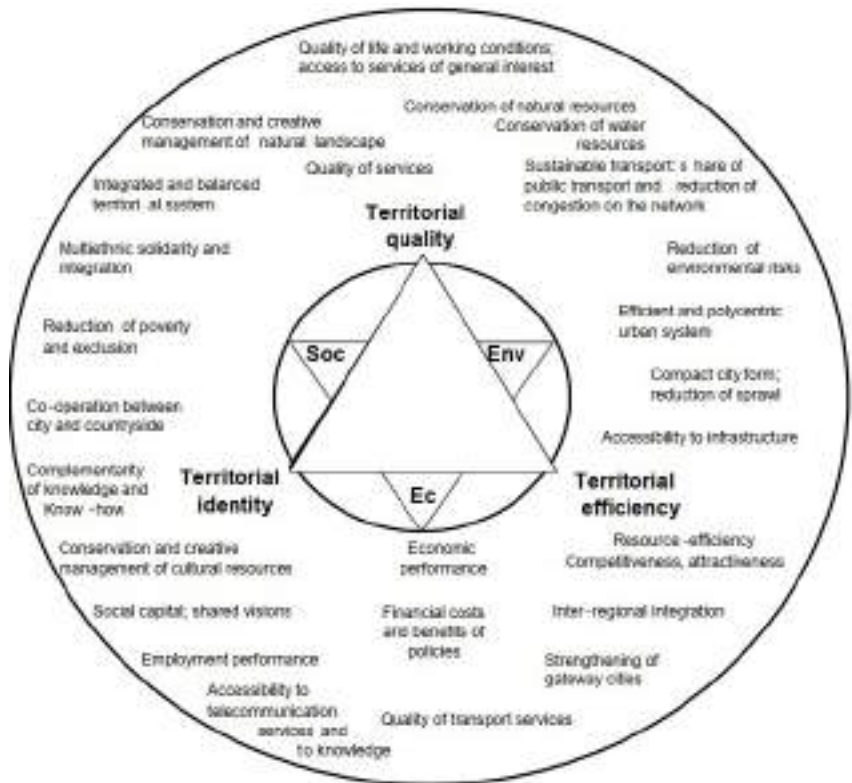 Quality of life and working conditions;
access to services of general interest
Conservation of natural resources
Conservation of water
resources
Conservation and creative
management of natural landscape
Quality of services
Sustainable transport: s hare of
public transport and reduction of
congestion on the network
Integrated and balanced
territori al system
Territorial
quality
Multiethnic solidarity and
integration
Reduction of
environmental risks
Efficient and polycentric
urban system
Reduction of poverty
and exclusion
Soc
Env
Compact city form;
reduction of sprawl
Co-operation between
city and countryside
Accessibility to infrastructure
Complementarity
of knowledge and
Know -how
Territorial
identity
Ec
Territorial
efficiency
Conservation and creative
management of cultural resources
Economic
performance
Resource -efficiency
Competitiveness, attractiveness
Social capital; shared visions
Financial costs
and benefits of
policies
Inter-regional Integration
Employment performance
Strengthening of
gateway cities
Accessibility to
telecommunication
services and
to knowledge
Quality of transport services